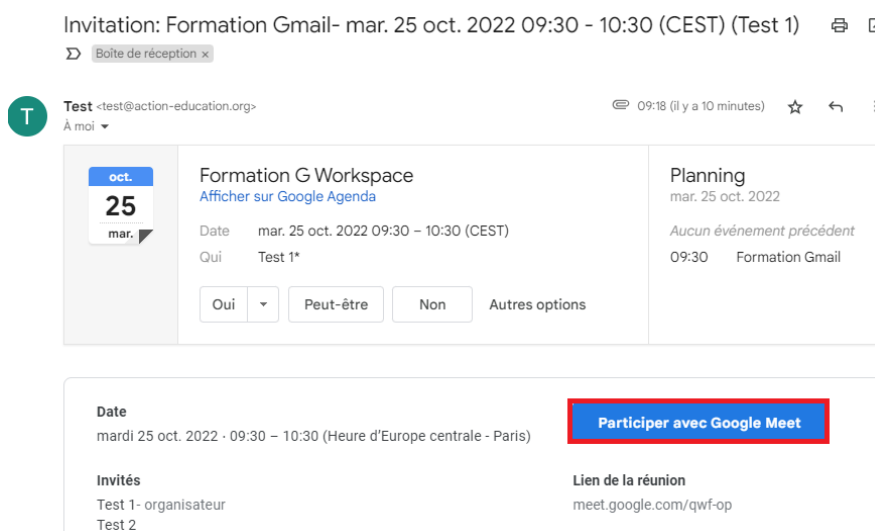 Invitation: Formation Gmail- mar. 25 oct. 2022 09:30 - 10:30 (CEST) (Test 1)
Boîte de réception ×
T
Test <test@action-education.org>
09:18 (il y a 10 minutes)
À moi
oct.
25
mar.
Formation G Workspace
Afficher sur Google Agenda
Date mar. 25 oct. 2022 09:30 – 10:30 (CEST)
Qui Test 1*
Oui
Peut-être
Non
Autres options
Planning
mar. 25 oct. 2022
Aucun événement précédent
09:30 Formation Gmail
Date
mardi 25 oct. 2022 · 09:30 – 10:30 (Heure d’Europe centrale - Paris)
Participer avec Google Meet
Invités
Test 1- organisateur
Test 2
Lien de la réunion
meet.google.com/qwf-op